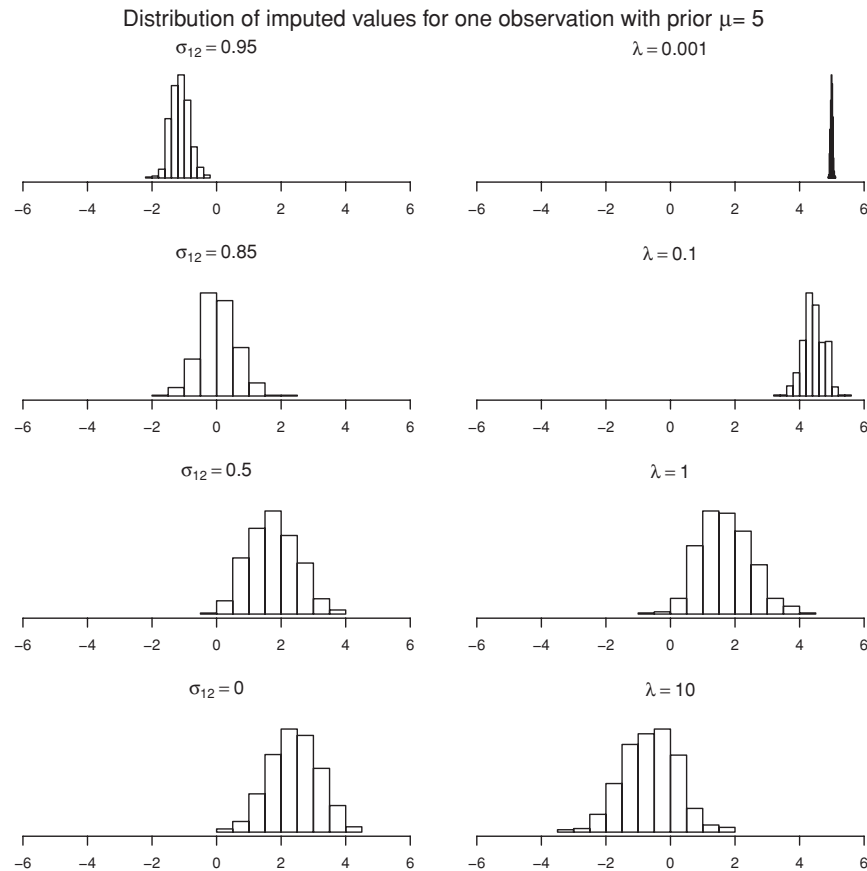 Distribution of imputed values for one observation with prior μ= 5
σ₁₂ = 0.95
−6 −4 −2 0 2 4 6
λ = 0.001
−6 −4 −2 0 2 4 6
σ₁₂ = 0.85
−6 −4 −2 0 2 4 6
λ = 0.1
−6 −4 −2 0 2 4 6
σ₁₂ = 0.5
−6 −4 −2 0 2 4 6
λ = 1
−6 −4 −2 0 2 4 6
σ₁₂ = 0
−6 −4 −2 0 2 4 6
λ = 10
−6 −4 −2 0 2 4 6